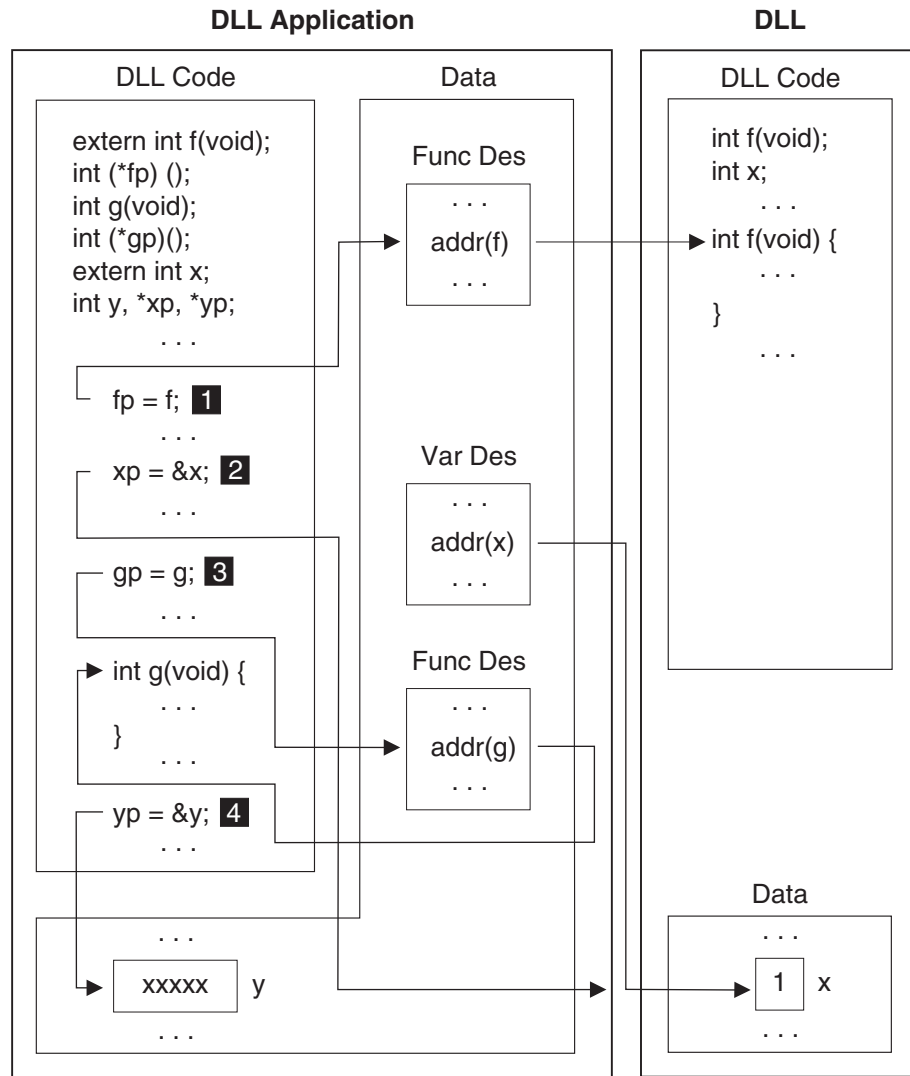 DLL Application
DLL
DLL Code
Data
DLL Code
extern int f(void);
int (*fp) ();
int g(void);
int (*gp)();
extern int x;
int y, *xp, *yp;
. . .
fp = f; 1
. . .
xp = &x; 2
. . .
gp = g; 3
. . .
int g(void) {
. . .
}
. . .
yp = &y; 4
. . .
Func Des
. . .
addr(f)
. . .
Var Des
. . .
addr(x)
. . .
Func Des
. . .
addr(g)
. . .
. . .
xxxxx y
. . .
int f(void);
int x;
. . .
int f(void) {
. . .
}
. . .
Data
. . .
1 x
. . .